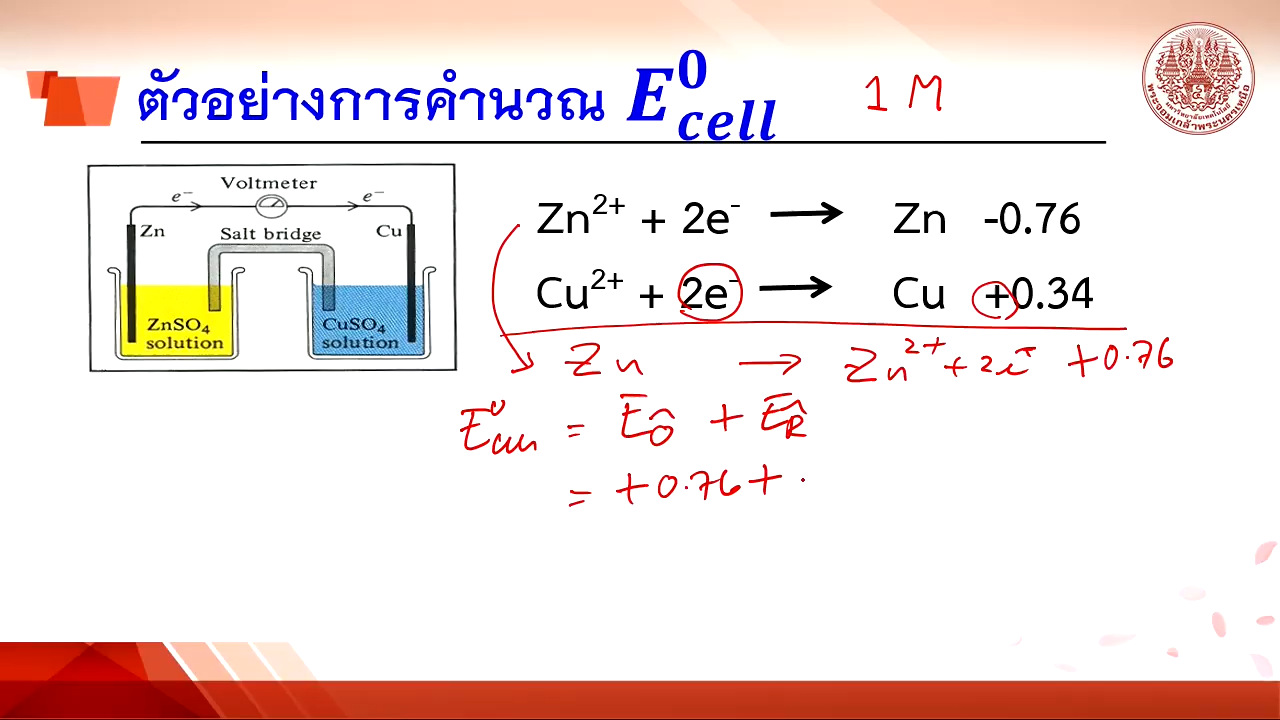 ตัวอย่างการคำนวณ E⁰cell
1 M
Voltmeter
e⁻ e⁻
Zn Salt bridge Cu
ZnSO₄ solution
CuSO₄ solution
Zn²⁺ + 2e⁻ → Zn -0.76
Cu²⁺ + 2e⁻ → Cu +0.34
Zn → Zn²⁺ + 2e⁻ +0.76
E⁰cell = E°O + E°R
= +0.76 + .